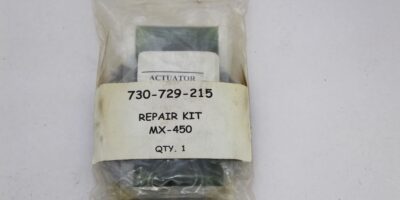 ACTUATOR
730-729-215
REPAIR KIT
MX-450
QTY. 1